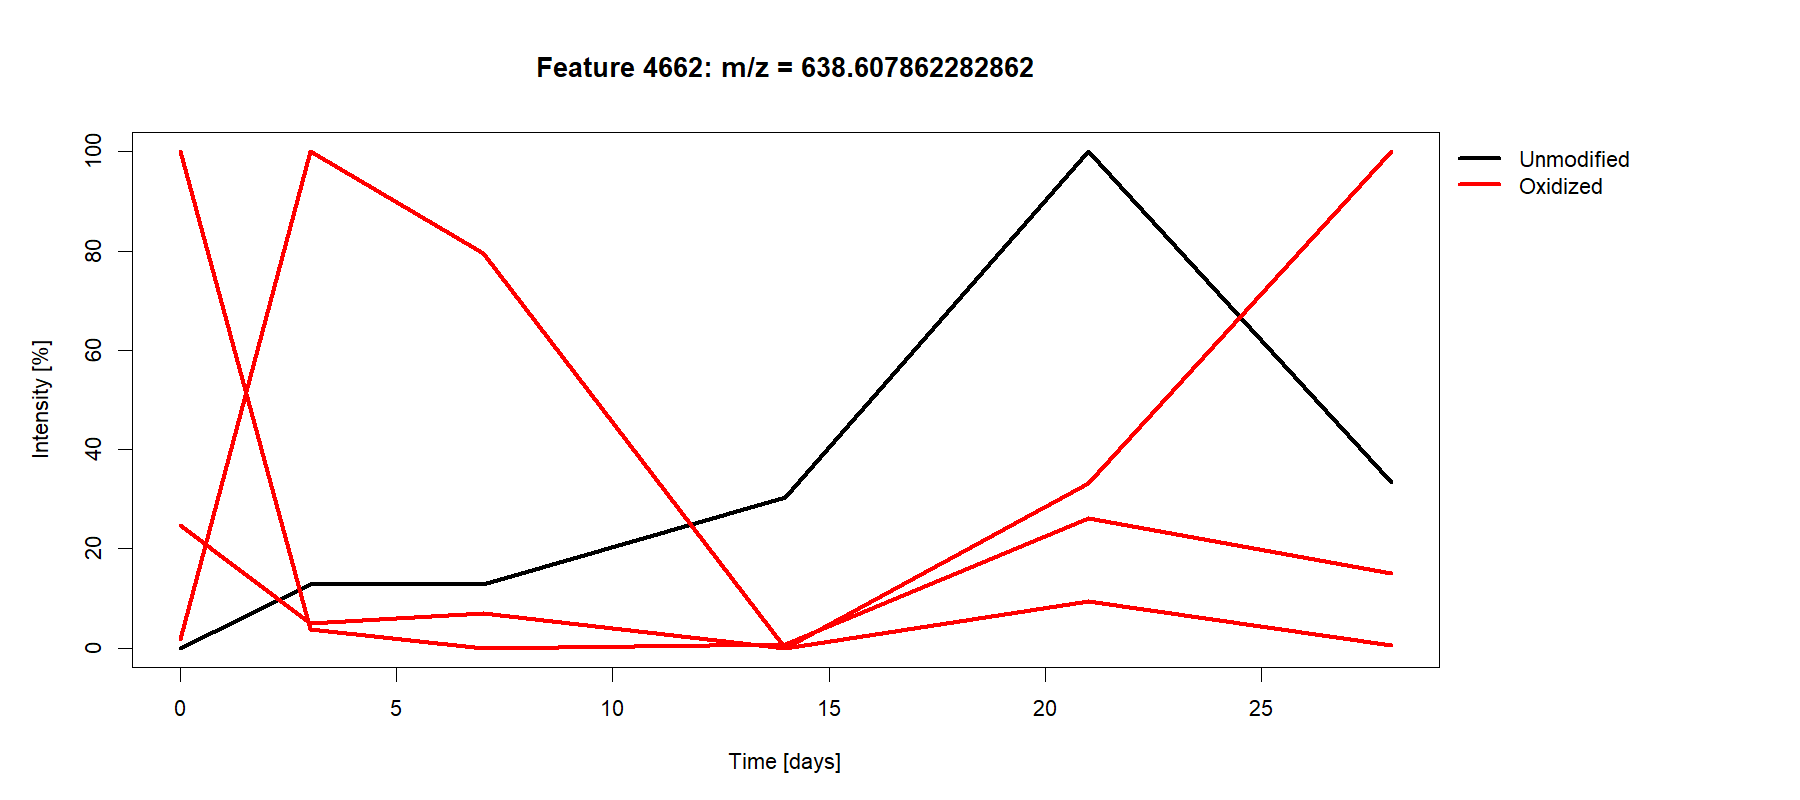 Feature 4662: m/z = 638.607862282862
Unmodified
Oxidized
Intensity [%]
100
80
60
40
20
0
0 5 10 15 20 25
Time [days]